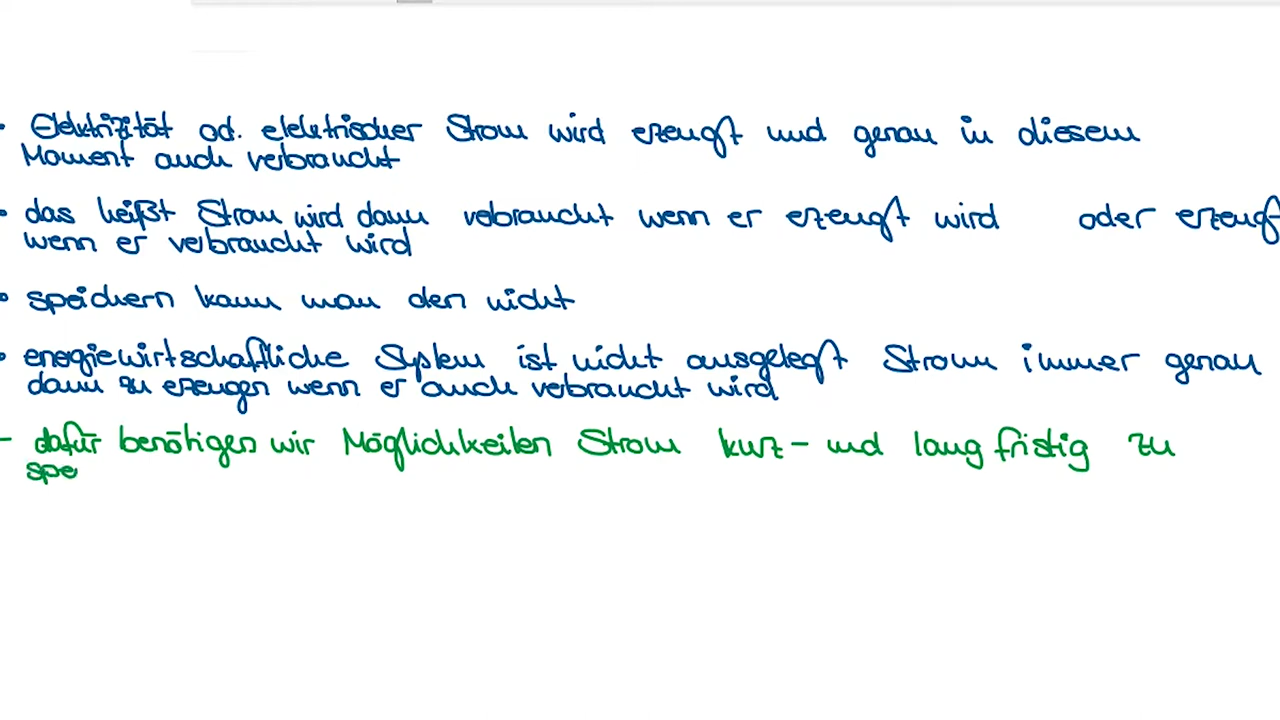 • Elektrizität od. elektrischer Strom wird erzeugt und genau in diesem
Moment auch verbraucht
• das heißt Strom wird dann vebraucht wenn er erzeugt wird oder erzeugt
wenn er verbraucht wird
• speichern kann man den nicht
• energiewirtschaftliche System ist nicht ausgelegt Strom immer genau
dann zu erzeugen wenn er auch verbraucht wird
- dafür benötigen wir Möglichkeiten Strom kurz- und langfristig zu
spe